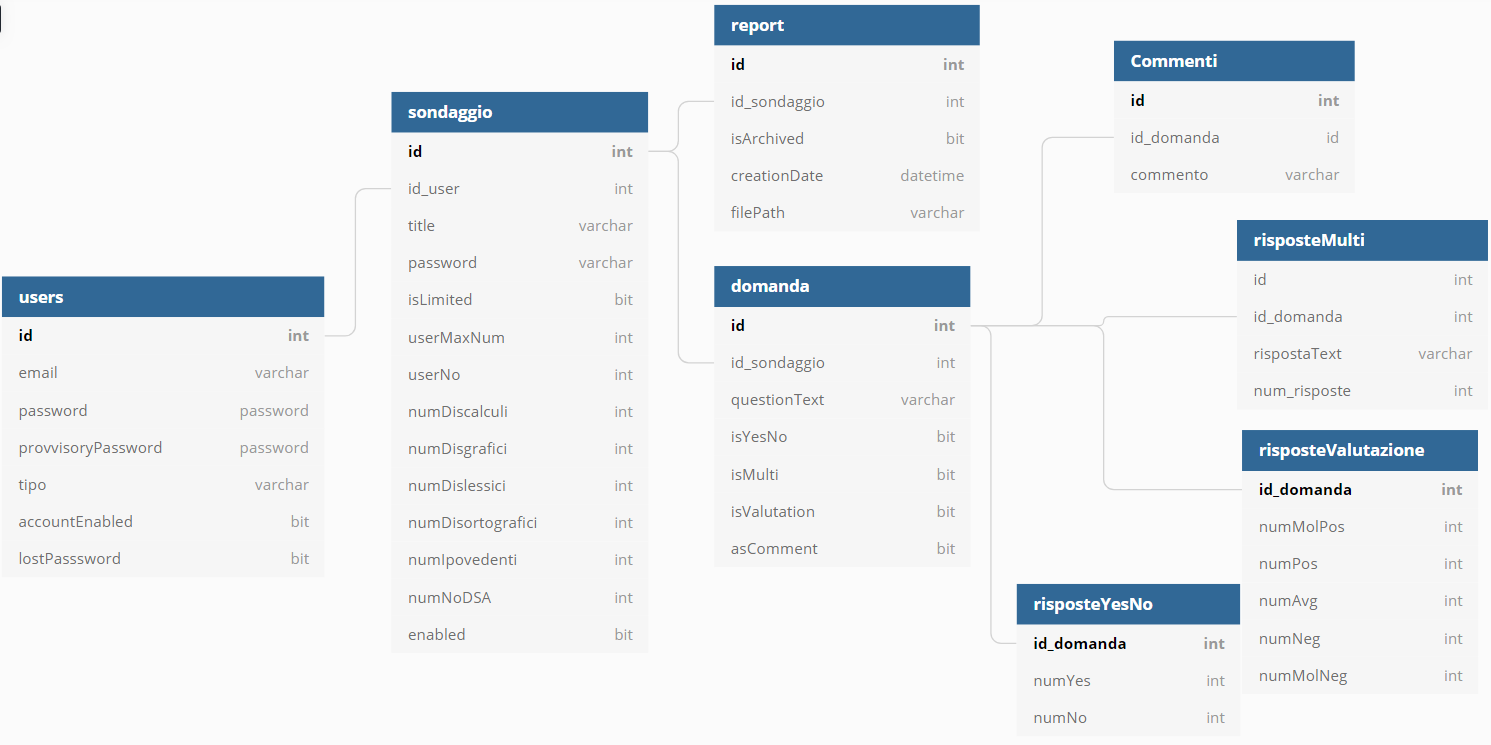 users
id int
email varchar
password password
provvisoryPassword password
tipo varchar
accountEnabled bit
lostPasssword bit
sondaggio
id int
id_user int
title varchar
password varchar
isLimited bit
userMaxNum int
userNo int
numDiscalculi int
numDisgrafici int
numDislessici int
numDisortografici int
numIpovedenti int
numNoDSA int
enabled bit
report
id int
id_sondaggio int
isArchived bit
creationDate datetime
filePath varchar
domanda
id int
id_sondaggio int
questionText varchar
isYesNo bit
isMulti bit
isValutation bit
asComment bit
Commenti
id int
id_domanda id
commento varchar
risposteMulti
id int
id_domanda int
rispostaText varchar
num_risposte int
risposteValutazione
id_domanda int
numMolPos int
numPos int
numAvg int
numNeg int
numMolNeg int
risposteYesNo
id_domanda int
numYes int
numNo int